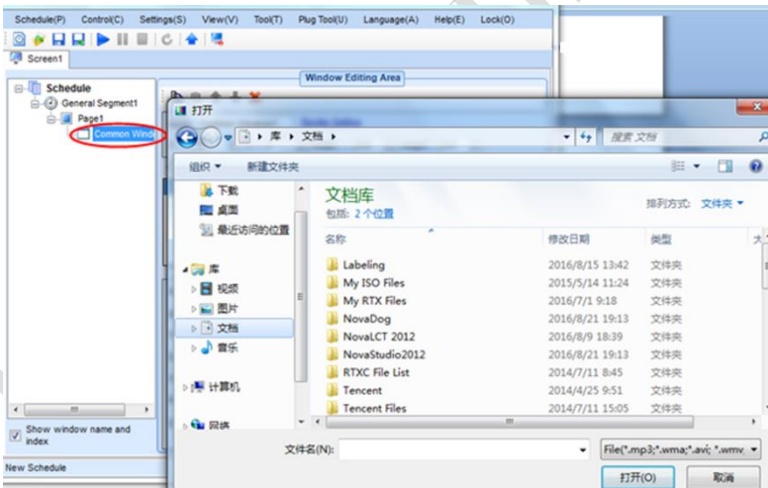 Schedule(P) Control(C) Settings(S) View(V) Tool(T) Plug Tool(U) Language(A) Help(E) Lock(O)
Screen1
Window Editing Area
Schedule
General Segment1
Page1
Common Windo
Show window name and
index
New Schedule
打开
库 文档
搜索 文档
组织 新建文件夹
下载
桌面
最近访问的位置
库
视频
图片
文档
音乐
计算机
网络
文档库
包括: 2 个位置
排列方式: 文件夹
名称 修改日期 类型 大
Labeling 2016/8/15 13:42 文件夹
My ISO Files 2015/5/14 11:24 文件夹
My RTX Files 2016/7/1 9:18 文件夹
NovaDog 2016/8/21 19:13 文件夹
NovaLCT 2012 2016/8/9 18:39 文件夹
NovaStudio2012 2016/8/21 19:13 文件夹
RTXC File List 2014/7/11 8:45 文件夹
Tencent 2014/4/25 9:51 文件夹
Tencent Files 2014/7/11 15:05 文件夹
文件名(N): File(*.mp3;*.wma;*.avi; *.wmv,
打开(O) 取消